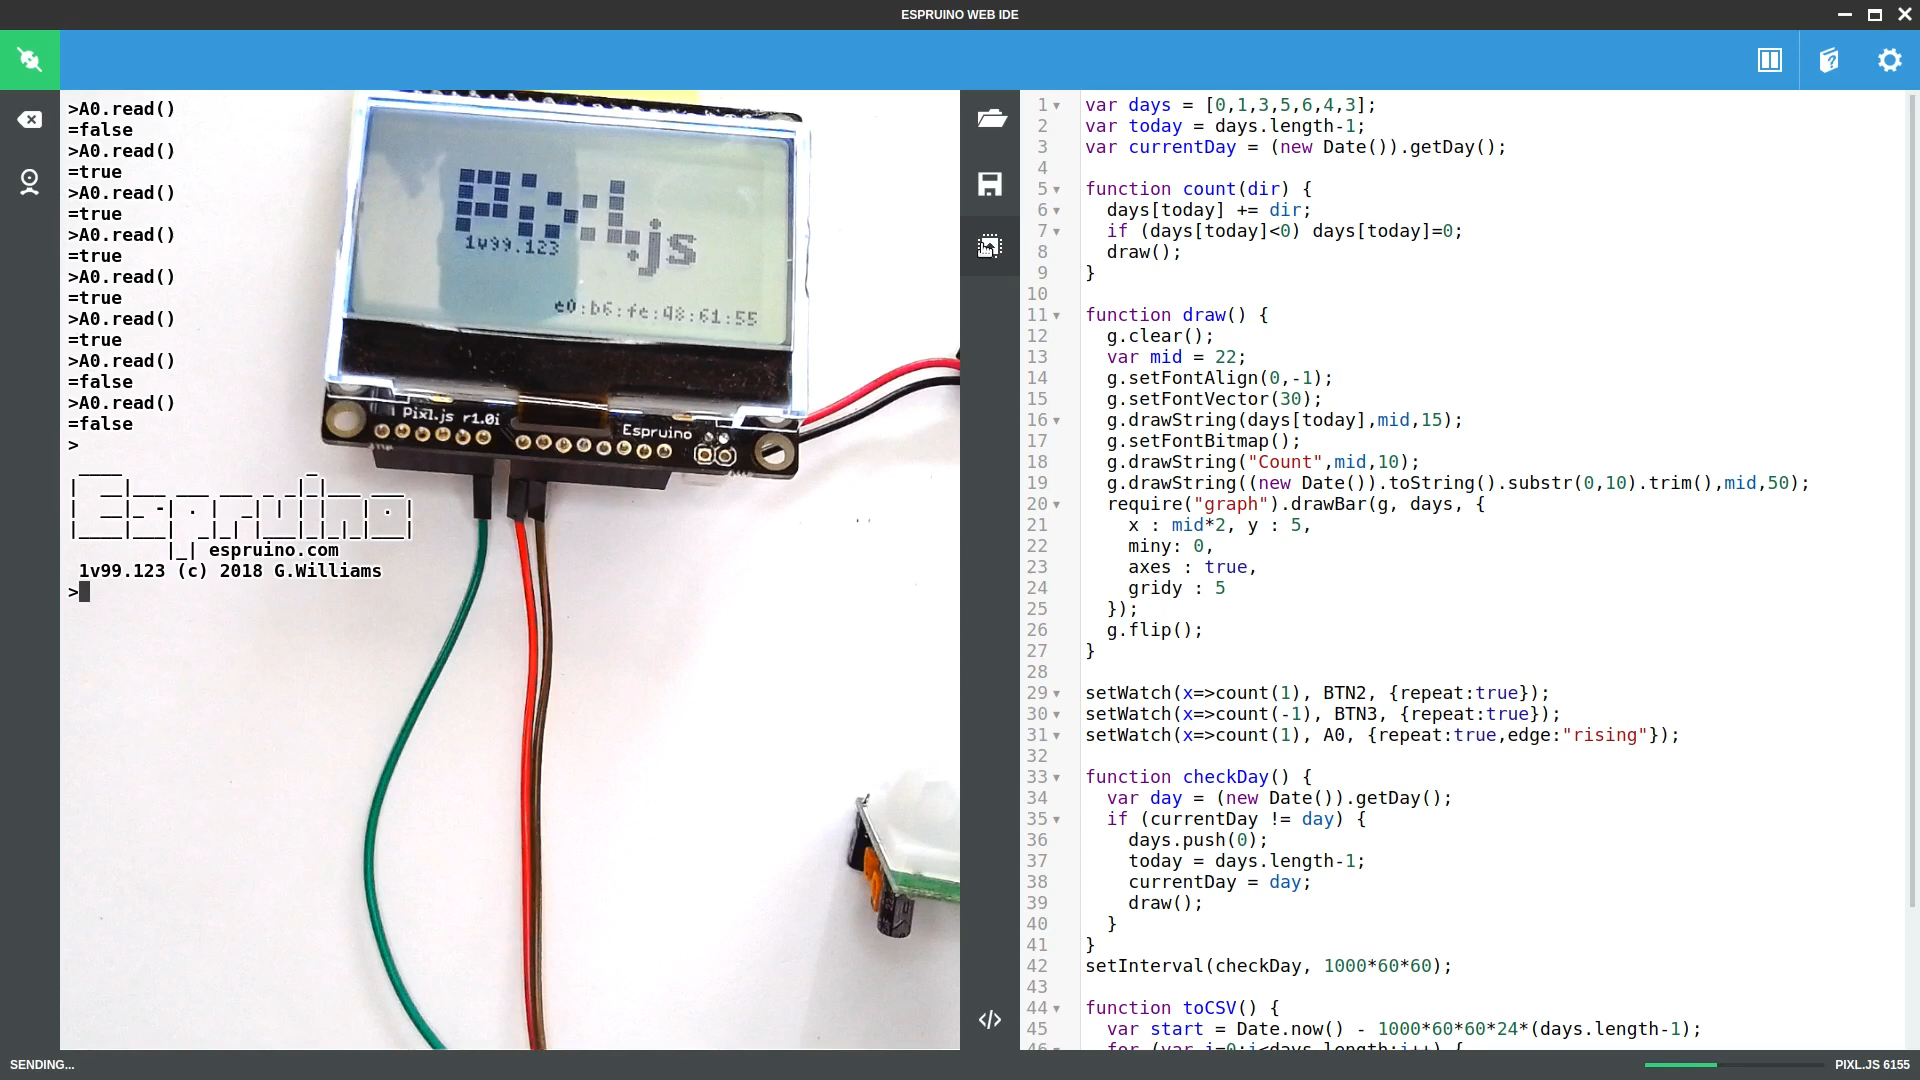 ESPRUINO WEB IDE
>A0.read()
=false
>A0.read()
=true
>A0.read()
=true
>A0.read()
=true
>A0.read()
=true
>A0.read()
=true
>A0.read()
=false
>A0.read()
=false
>
Espruino
espruino.com
1v99.123 (c) 2018 G.Williams
>
Pixl.js
1v99.123
e0:b6:fe:48:61:55
Pixl.js r1.0i
Espruino
1 var days = [0,1,3,5,6,4,3];
2 var today = days.length-1;
3 var currentDay = (new Date()).getDay();
4
5 function count(dir) {
6 days[today] += dir;
7 if (days[today]<0) days[today]=0;
8 draw();
9 }
10
11 function draw() {
12 g.clear();
13 var mid = 22;
14 g.setFontAlign(0,-1);
15 g.setFontVector(30);
16 g.drawString(days[today],mid,15);
17 g.setFontBitmap();
18 g.drawString("Count",mid,10);
19 g.drawString((new Date()).toString().substr(0,10).trim(),mid,50);
20 require("graph").drawBar(g, days, {
21 x : mid*2, y : 5,
22 miny: 0,
23 axes : true,
24 gridy : 5
25 });
26 g.flip();
27 }
28
29 setWatch(x=>count(1), BTN2, {repeat:true});
30 setWatch(x=>count(-1), BTN3, {repeat:true});
31 setWatch(x=>count(1), A0, {repeat:true,edge:"rising"});
32
33 function checkDay() {
34 var day = (new Date()).getDay();
35 if (currentDay != day) {
36 days.push(0);
37 today = days.length-1;
38 currentDay = day;
39 draw();
40 }
41 }
42 setInterval(checkDay, 1000*60*60);
43
44 function toCSV() {
45 var start = Date.now() - 1000*60*60*24*(days.length-1);
46 for (var i=0;i<days.length;i++) {
SENDING...
PIXL.JS 6155